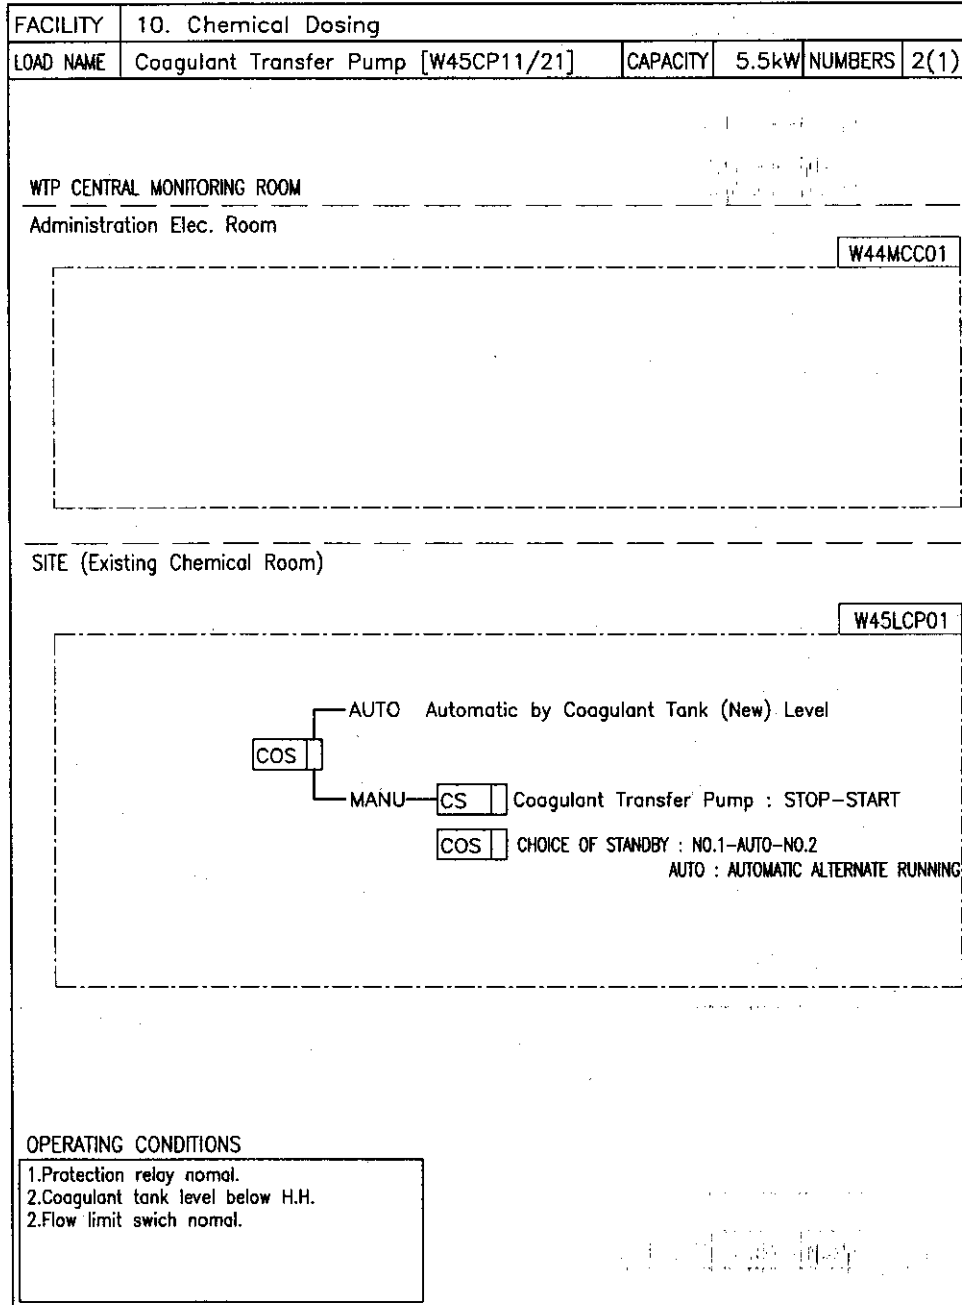 FACILITY 10. Chemical Dosing
LOAD NAME Coagulant Transfer Pump [W45CP11/21] CAPACITY 5.5kW NUMBERS 2(1)
WTP CENTRAL MONITORING ROOM
Administration Elec. Room
W44MCC01
SITE (Existing Chemical Room)
W45LCP01
AUTO Automatic by Coagulant Tank (New) Level
COS
MANU CS Coagulant Transfer Pump : STOP-START
COS CHOICE OF STANDBY : NO.1-AUTO-NO.2
AUTO : AUTOMATIC ALTERNATE RUNNING
OPERATING CONDITIONS
1.Protection relay nomal.
2.Coagulant tank level below H.H.
2.Flow limit swich nomal.